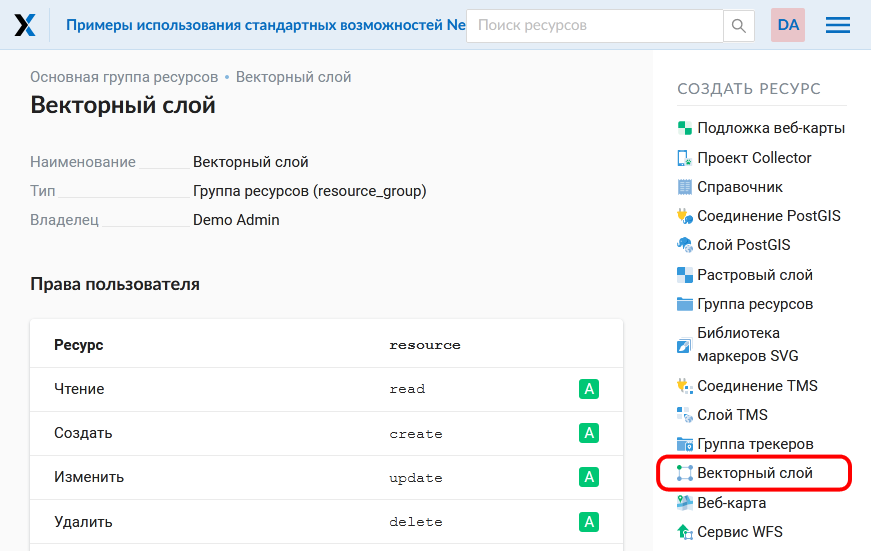 Примеры использования стандартных возможностей Ne
Поиск ресурсов
DA
Основная группа ресурсов • Векторный слой
Векторный слой
Наименование Векторный слой
Тип Группа ресурсов (resource_group)
Владелец Demo Admin
Права пользователя
Ресурс resource
Чтение read A
Создать create A
Изменить update A
Удалить delete A
СОЗДАТЬ РЕСУРС
Подложка веб-карты
Проект Collector
Справочник
Соединение PostGIS
Слой PostGIS
Растровый слой
Группа ресурсов
Библиотека
маркеров SVG
Соединение TMS
Слой TMS
Группа трекеров
Векторный слой
Веб-карта
Сервис WFS